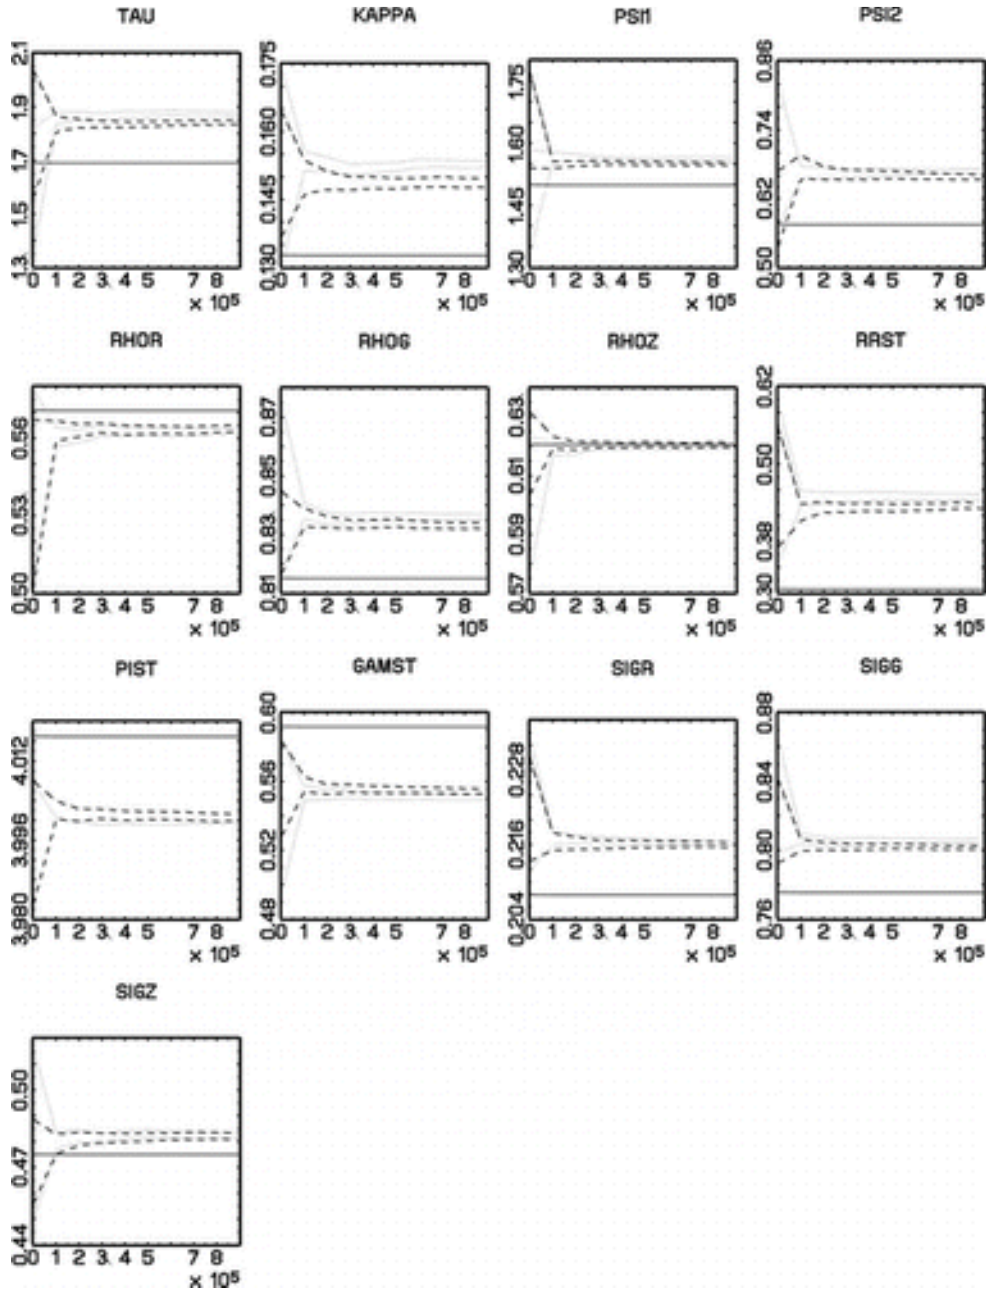 TAU KAPPA PSI1 PSI2
2.1 0.175 1.75 0.86
1.9 0.160 1.60 0.74
1.7 0.145 1.45 0.62
1.5 0.130 1.30 0.50
1.3
0 1 2 3 4 5 7 8 0 1 2 3 4 5 7 8 0 1 2 3 4 5 7 8 0 1 2 3 4 5 7 8
× 10⁵ × 10⁵ × 10⁵ × 10⁵
RHOR RHOG RHOZ RRST
0.56 0.87 0.63 0.62
0.53 0.85 0.61 0.50
0.50 0.83 0.59 0.38
0.81 0.57 0.30
0 1 2 3 4 5 7 8 0 1 2 3 4 5 7 8 0 1 2 3 4 5 7 8 0 1 2 3 4 5 7 8
× 10⁵ × 10⁵ × 10⁵ × 10⁵
PIST GAMST SIGR SIGG
4.012 0.60 0.228 0.88
3.996 0.56 0.216 0.84
3.980 0.52 0.204 0.80
0.48 0.76
0 1 2 3 4 5 7 8 0 1 2 3 4 5 7 8 0 1 2 3 4 5 7 8 0 1 2 3 4 5 7 8
× 10⁵ × 10⁵ × 10⁵ × 10⁵
SIGZ
0.50
0.47
0.44
0 1 2 3 4 5 7 8
× 10⁵